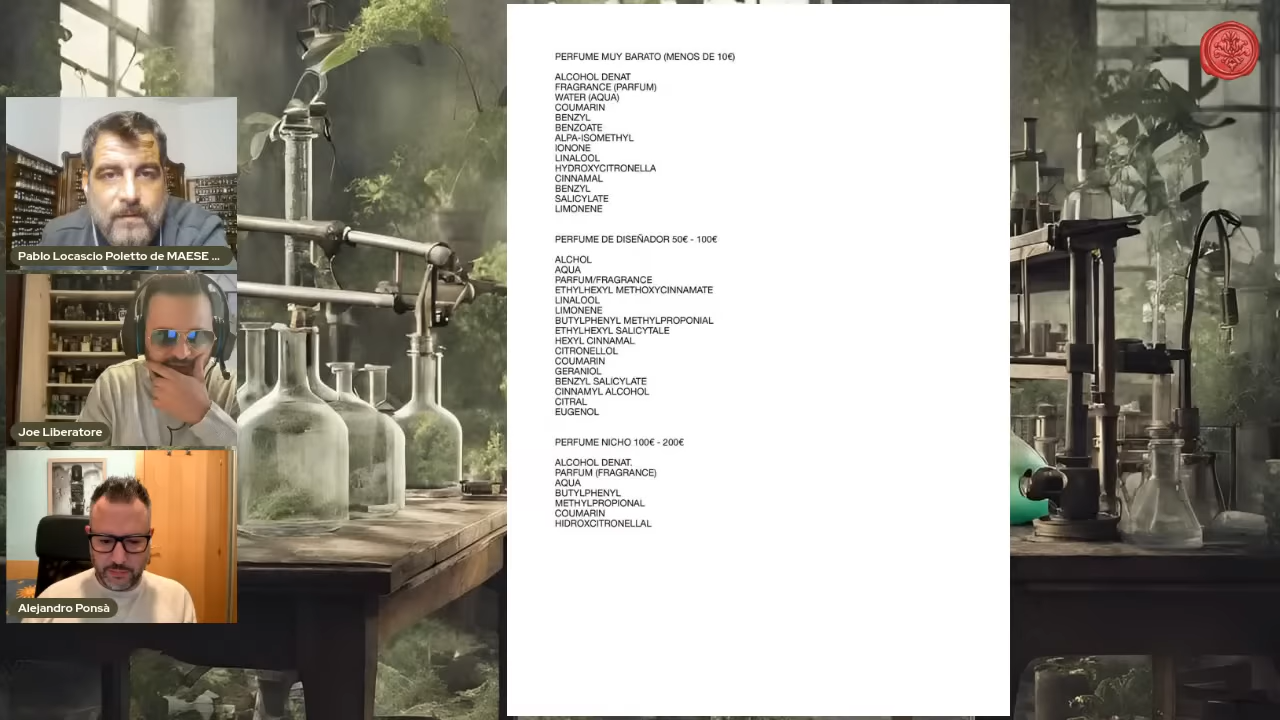 PERFUME MUY BARATO (MENOS DE 10€)
ALCOHOL DENAT
FRAGRANCE (PARFUM)
WATER (AQUA)
COUMARIN
BENZYL
BENZOATE
ALPA-ISOMETHYL
IONONE
LINALOOL
HYDROXYCITRONELLA
CINNAMAL
BENZYL
SALICYLATE
LIMONENE
PERFUME DE DISEÑADOR 50€ - 100€
ALCHOL
AQUA
PARFUM/FRAGRANCE
ETHYLHEXYL METHOXYCINNAMATE
LINALOOL
LIMONENE
BUTYLPHENYL METHYLPROPONIAL
ETHYLHEXYL SALICYTALE
HEXYL CINNAMAL
CITRONELLOL
COUMARIN
GERANIOL
BENZYL SALICYLATE
CINNAMYL ALCOHOL
CITRAL
EUGENOL
PERFUME NICHO 100€ - 200€
ALCOHOL DENAT.
PARFUM (FRAGRANCE)
AQUA
BUTYLPHENYL
METHYLPROPIONAL
COUMARIN
HIDROXCITRONELLAL
Pablo Locascio Poletto de MAESE ...
Joe Liberatore
Alejandro Ponsà